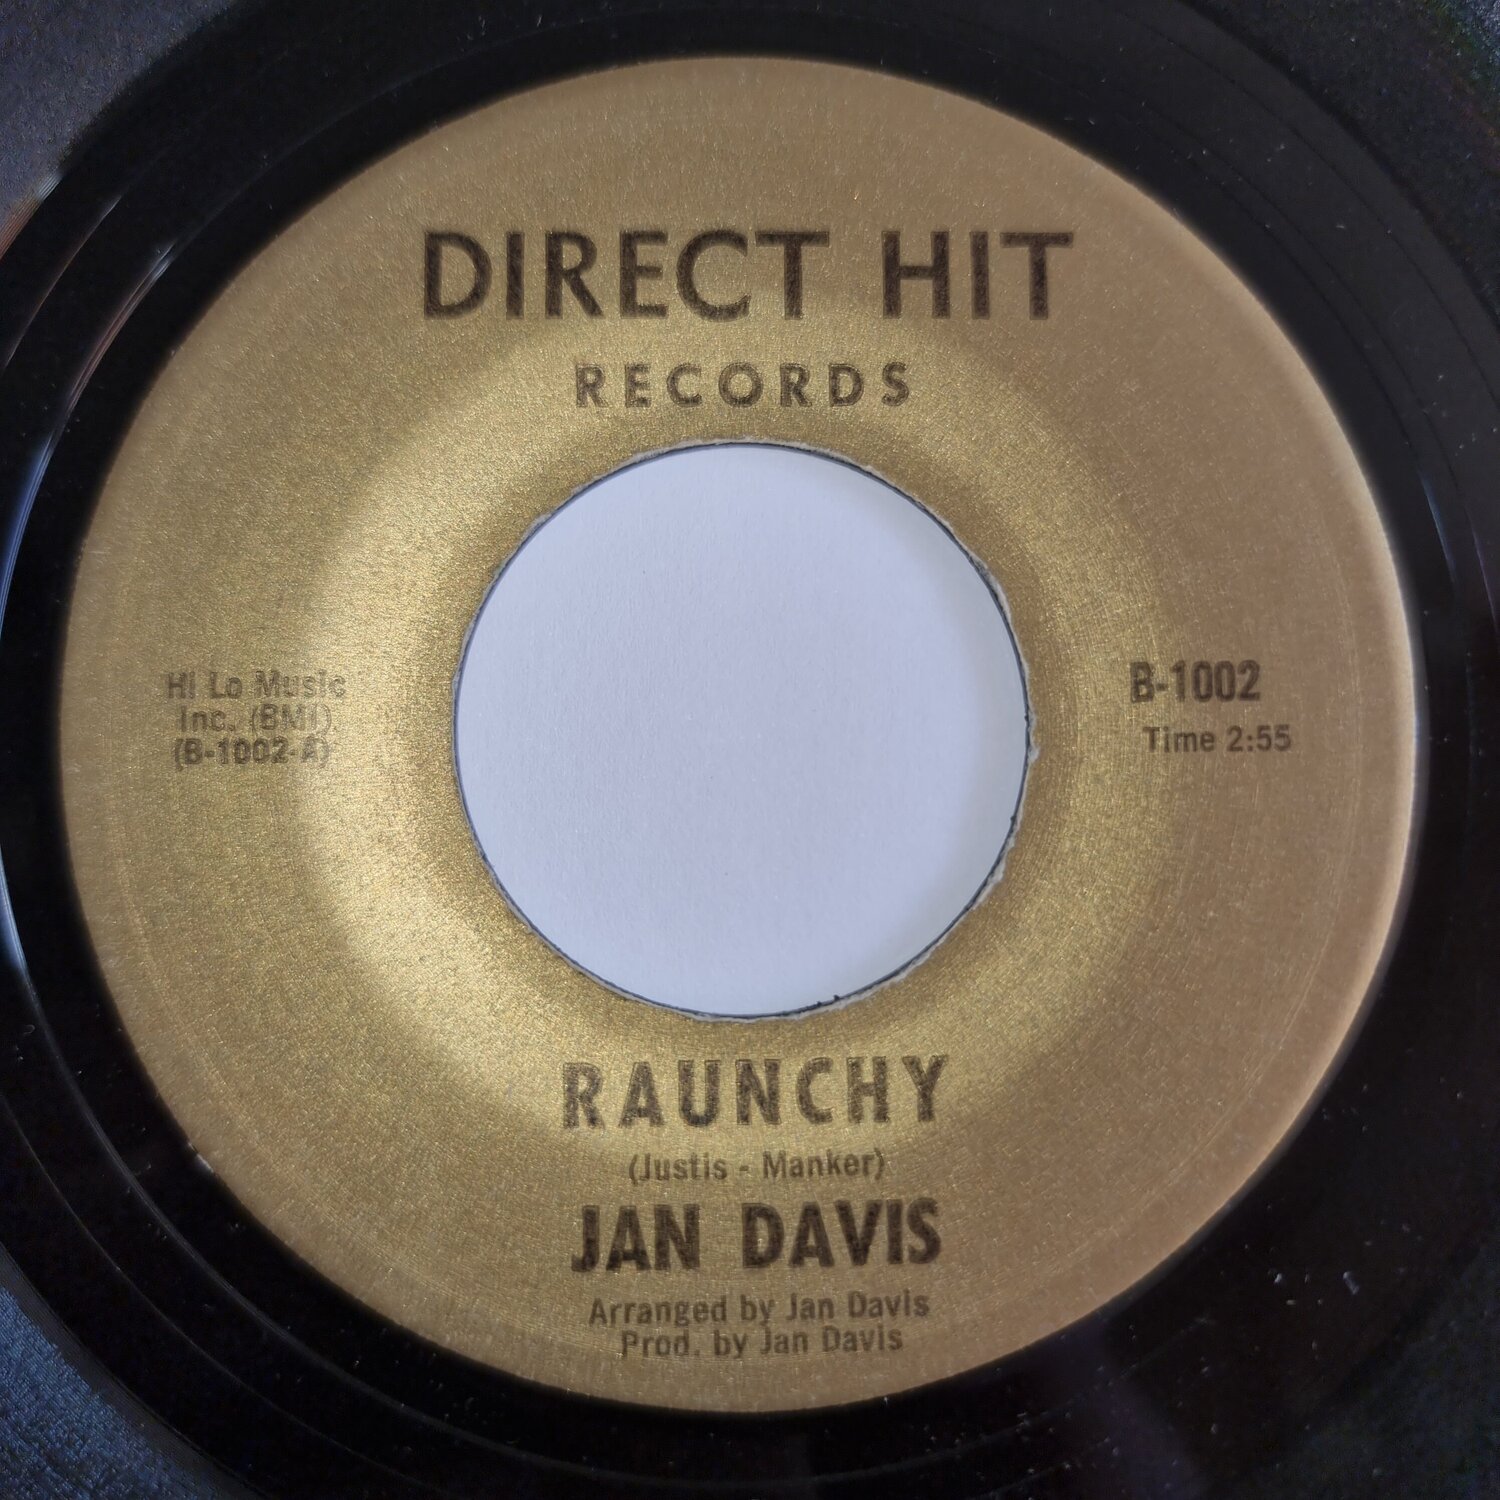 DIRECT HIT
RECORDS
Hi Lo Music
Inc. (BMI)
(B-1002-A)
B-1002
Time 2:55
RAUNCHY
(Justis - Manker)
JAN DAVIS
Arranged by Jan Davis
Prod. by Jan Davis